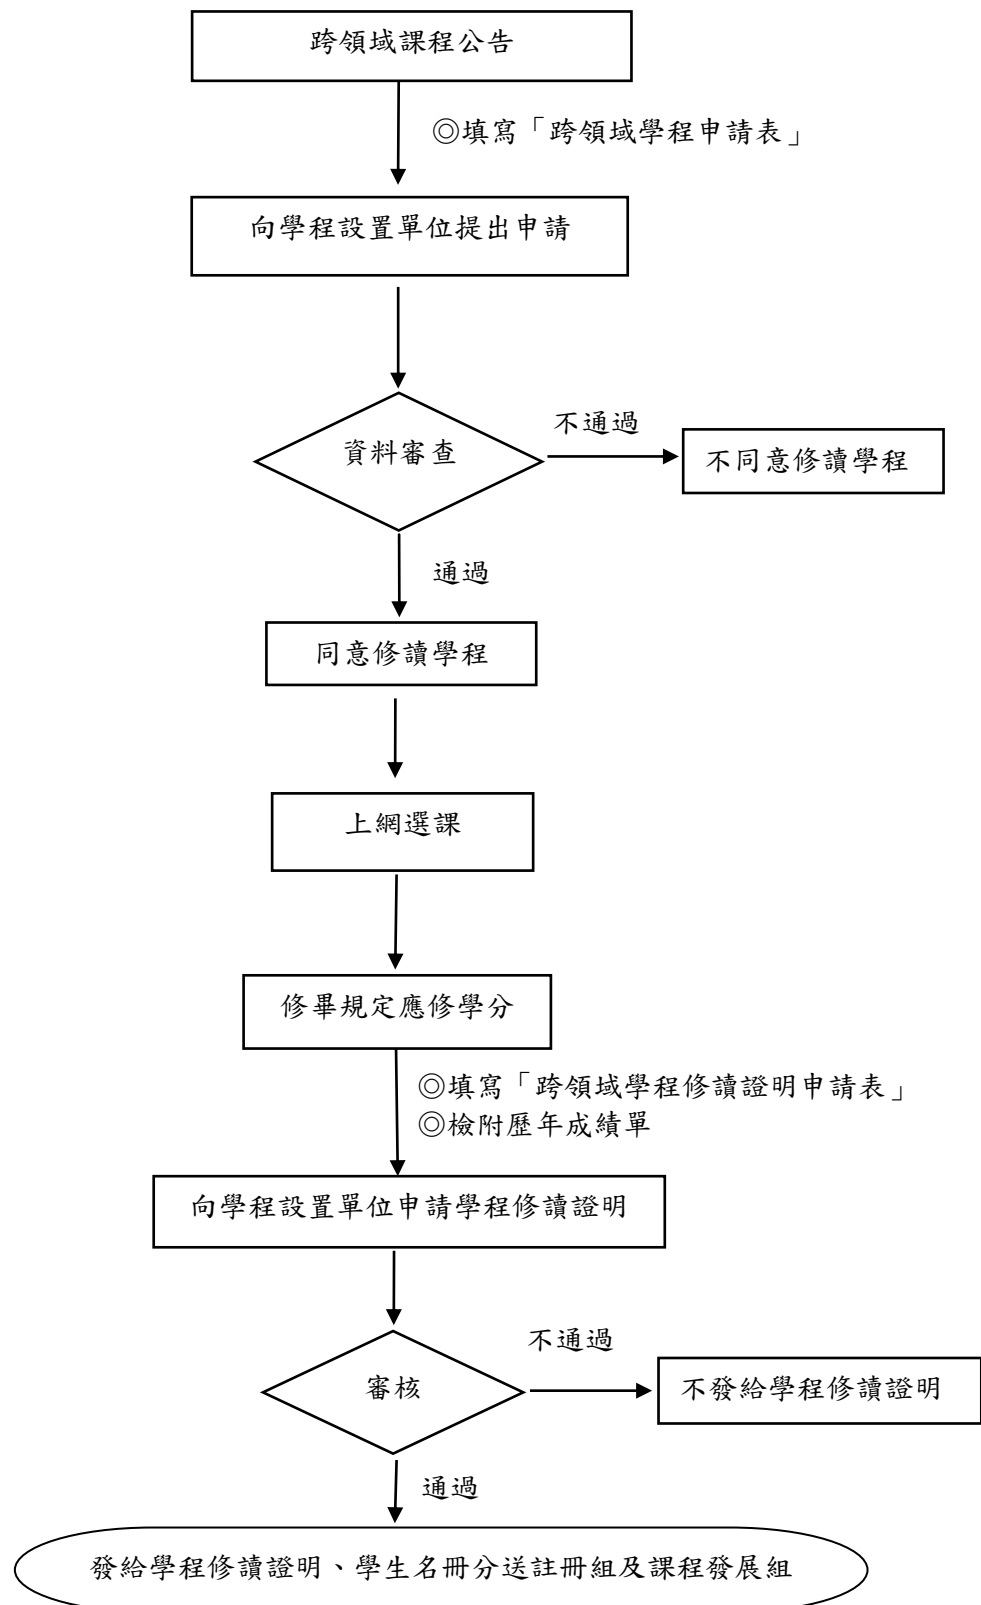 跨領域課程公告
◎填寫「跨領域學程申請表」
向學程設置單位提出申請
不通過
資料審查
不同意修讀學程
通過
同意修讀學程
上網選課
修畢規定應修學分
◎填寫「跨領域學程修讀證明申請表」
◎檢附歷年成績單
向學程設置單位申請學程修讀證明
不通過
審核
不發給學程修讀證明
通過
發給學程修讀證明、學生名冊分送註冊組及課程發展組